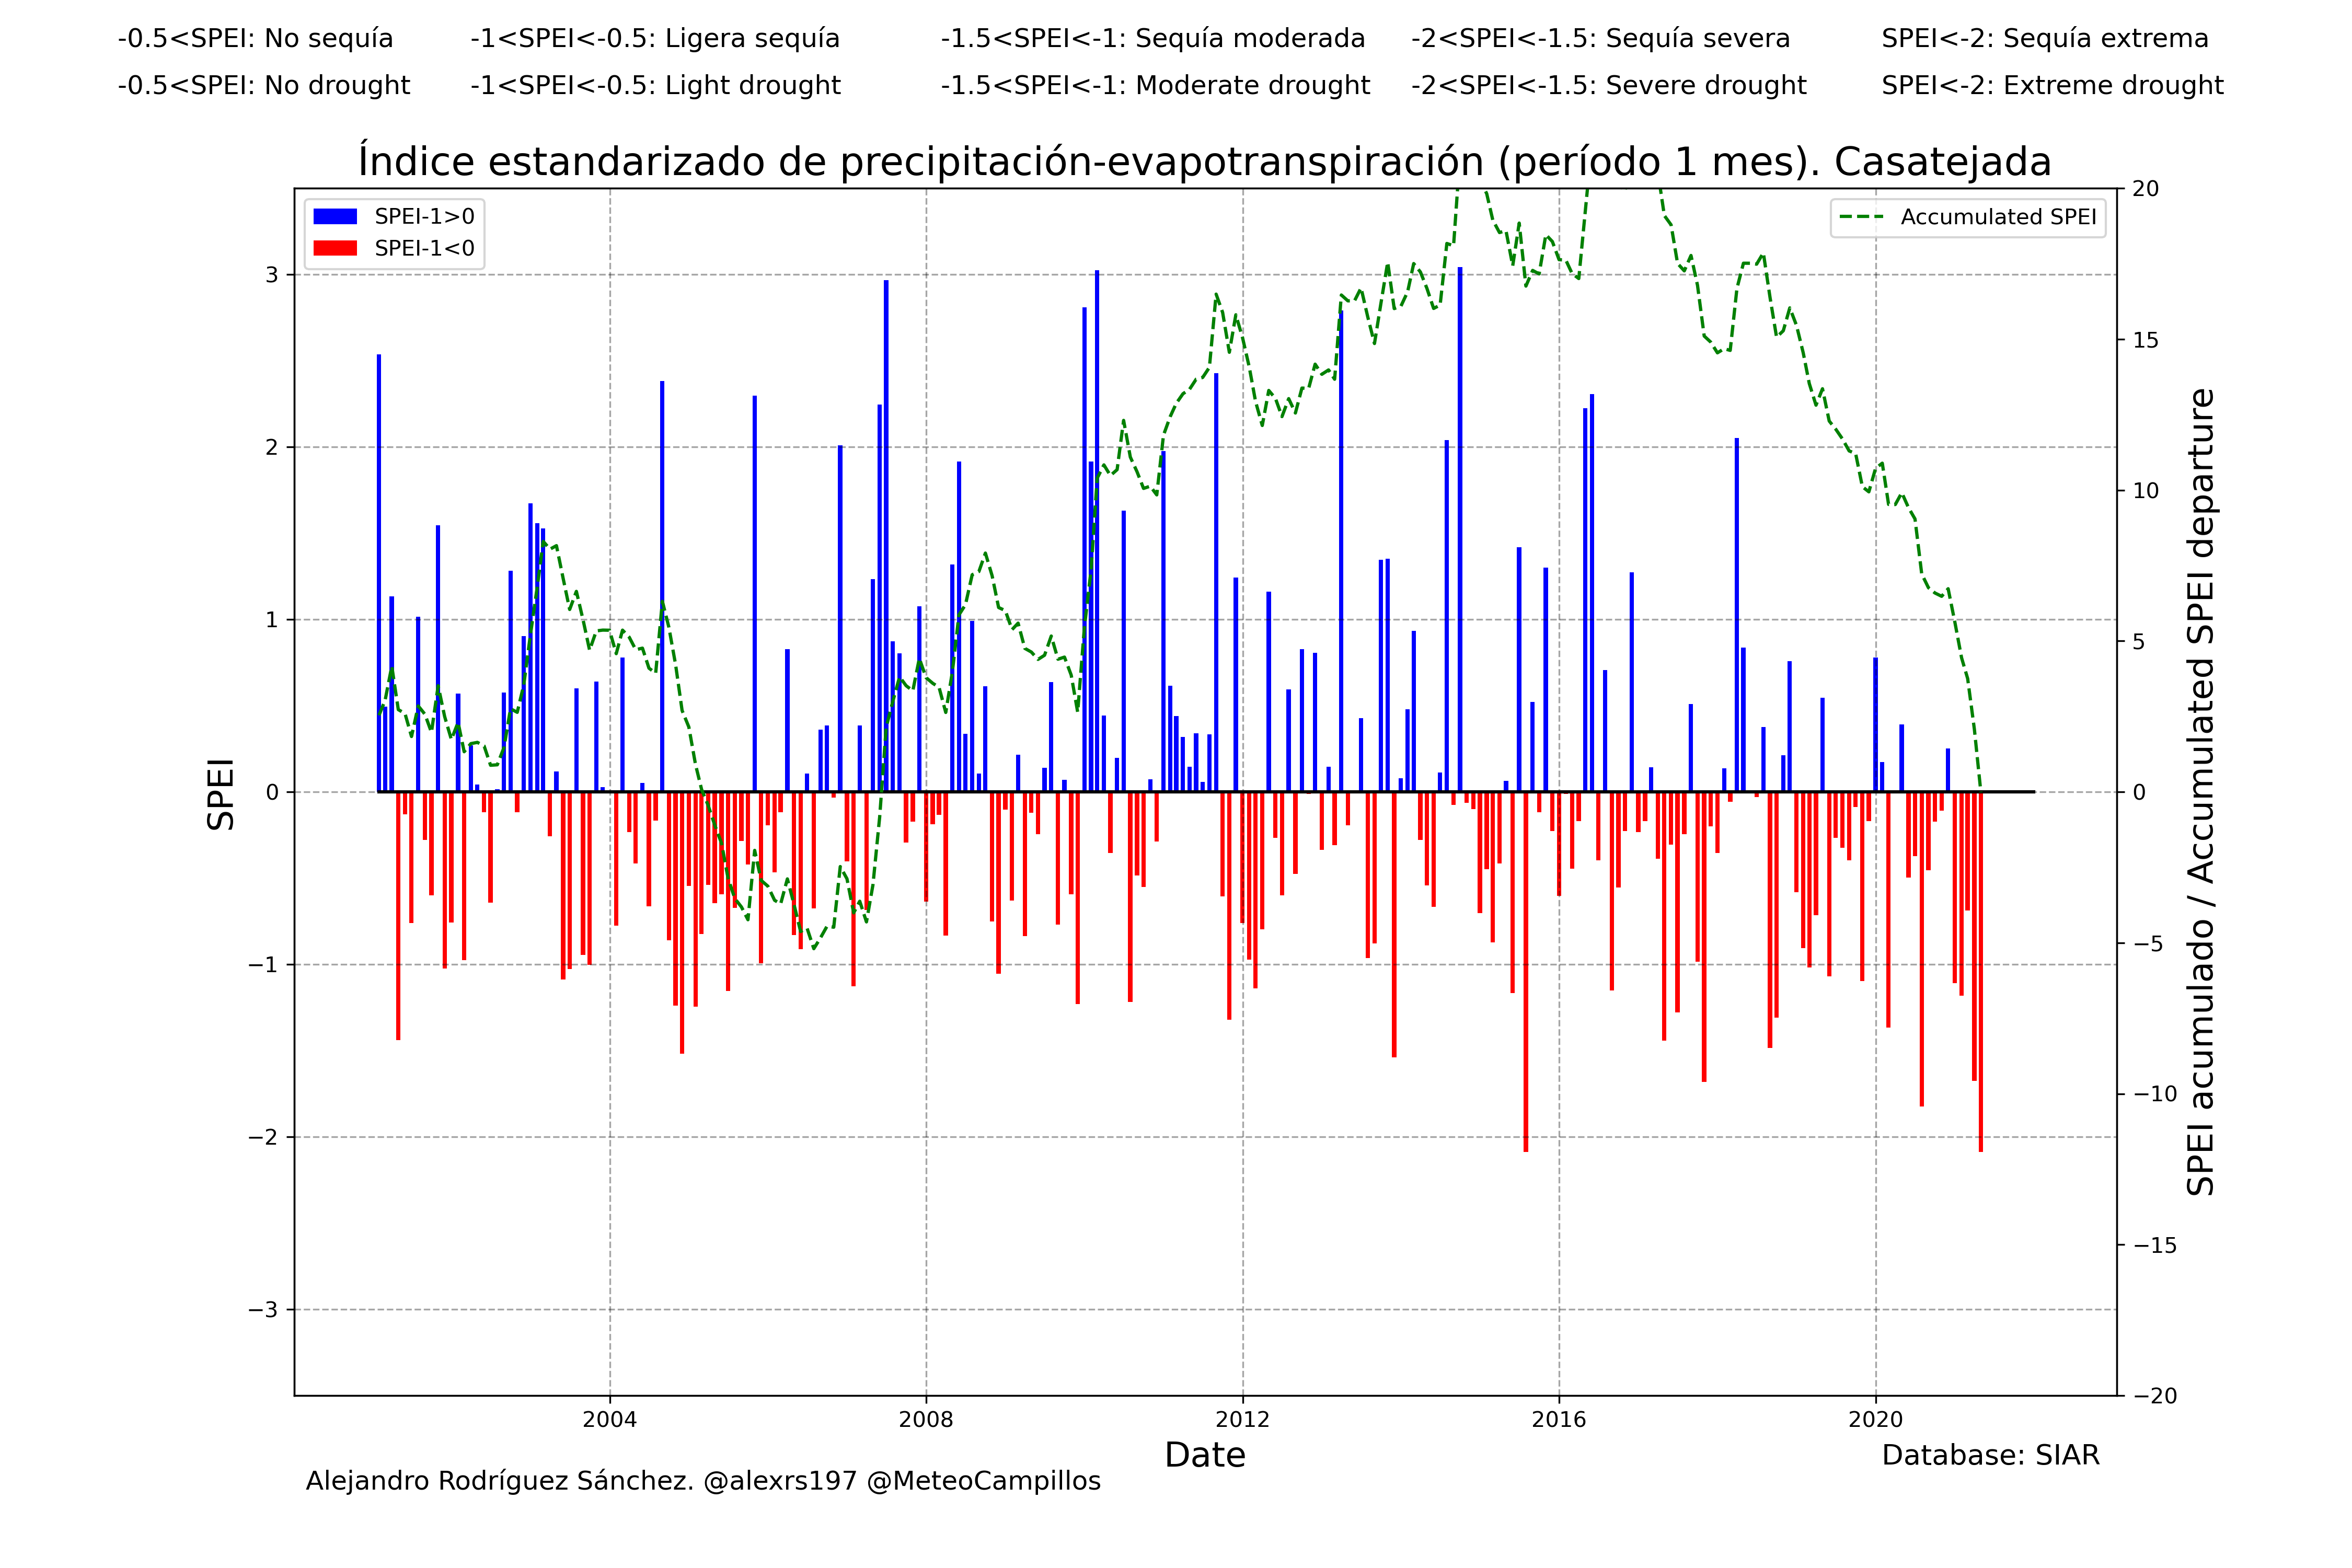 -0.5<SPEI: No sequía -1<SPEI<-0.5: Ligera sequía -1.5<SPEI<-1: Sequía moderada -2<SPEI<-1.5: Sequía severa SPEI<-2: Sequía extrema
-0.5<SPEI: No drought -1<SPEI<-0.5: Light drought -1.5<SPEI<-1: Moderate drought -2<SPEI<-1.5: Severe drought SPEI<-2: Extreme drought
Índice estandarizado de precipitación-evapotranspiración (período 1 mes). Casatejada
SPEI-1>0
SPEI-1<0
Accumulated SPEI
SPEI
3
2
1
0
−1
−2
−3
20
15
10
5
0
−5
−10
−15
−20
SPEI acumulado / Accumulated SPEI departure
2004 2008 2012 2016 2020
Date
Database: SIAR
Alejandro Rodríguez Sánchez. @alexrs197 @MeteoCampillos